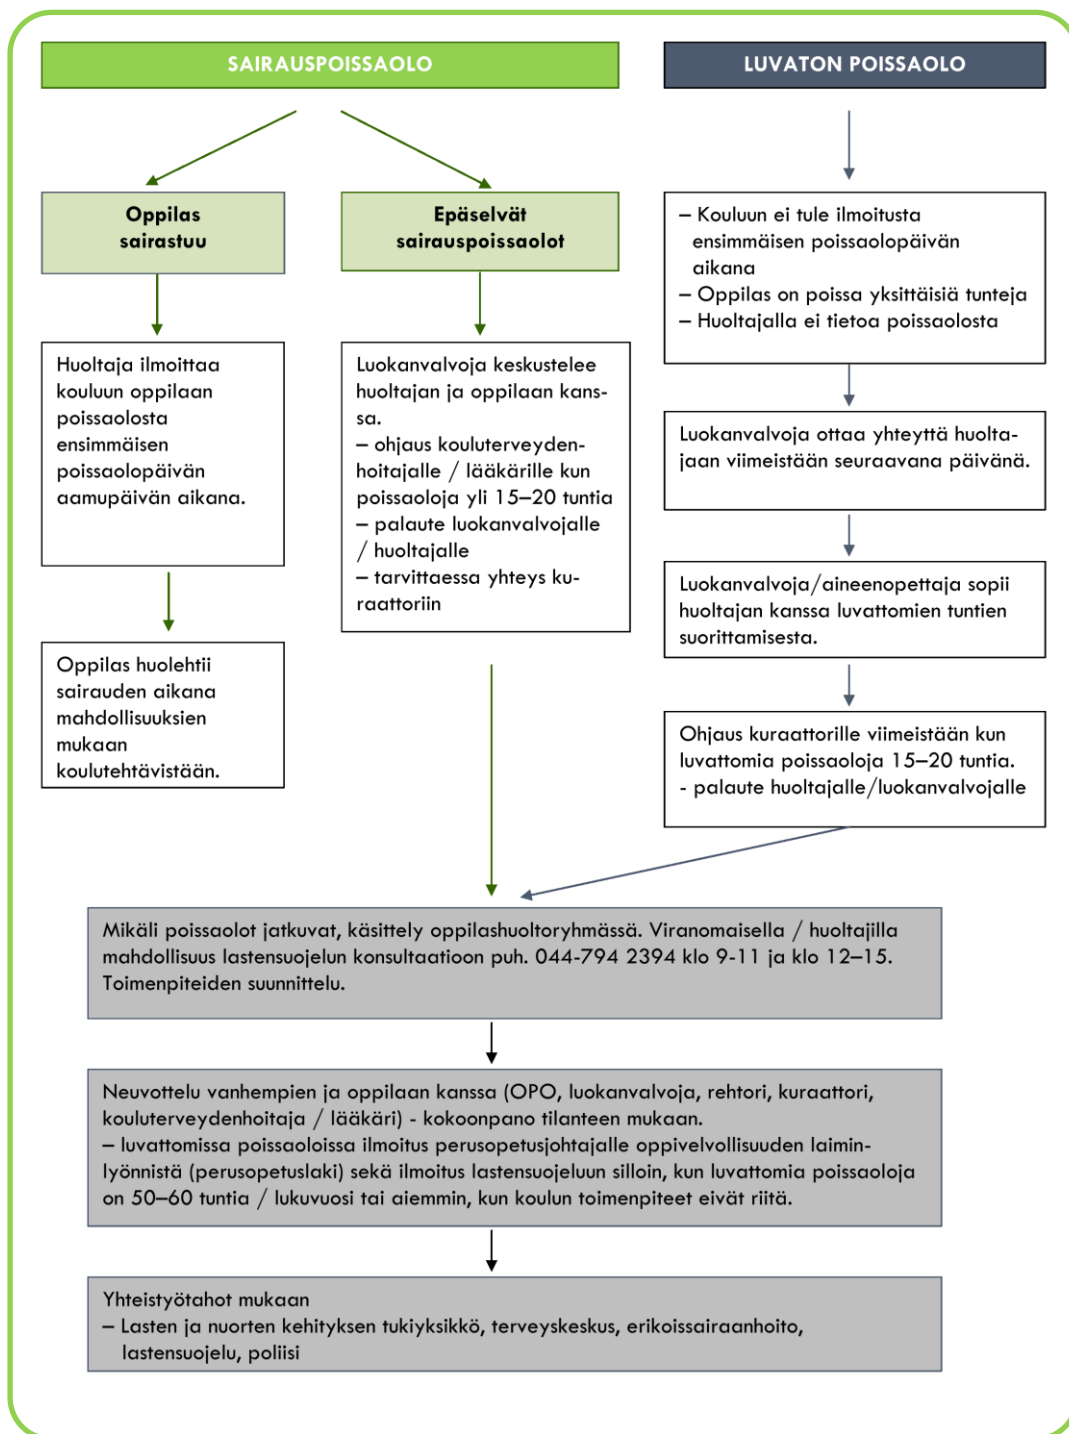 SAIRAUSPOISSAOLO
LUVATON POISSAOLO
Oppilas
sairastuu
Epäselvät
sairauspoissaolot
– Kouluun ei tule ilmoitusta
ensimmäisen poissaolopäivän
aikana
– Oppilas on poissa yksittäisiä tunteja
– Huoltajalla ei tietoa poissaolosta
Huoltaja ilmoittaa
kouluun oppilaan
poissaolosta
ensimmäisen
poissaolopäivän
aamupäivän aikana.
Luokanvalvoja keskustelee
huoltajan ja oppilaan kans-
sa.
– ohjaus kouluterveyden-
hoitajalle / lääkärille kun
poissaoloja yli 15–20 tuntia
– palaute luokanvalvojalle
/ huoltajalle
– tarvittaessa yhteys ku-
raattoriin
Luokanvalvoja ottaa yhteyttä huolta-
jaan viimeistään seuraavana päivänä.
Luokanvalvoja/aineenopettaja sopii
huoltajan kanssa luvattomien tuntien
suorittamisesta.
Oppilas huolehtii
sairauden aikana
mahdollisuuksien
mukaan
koulutehtävistään.
Ohjaus kuraattorille viimeistään kun
luvattomia poissaoloja 15–20 tuntia.
- palaute huoltajalle/luokanvalvojalle
Mikäli poissaolot jatkuvat, käsittely oppilashuoltoryhmässä. Viranomaisella / huoltajilla
mahdollisuus lastensuojelun konsultaatioon puh. 044-794 2394 klo 9-11 ja klo 12–15.
Toimenpiteiden suunnittelu.
Neuvottelu vanhempien ja oppilaan kanssa (OPO, luokanvalvoja, rehtori, kuraattori,
kouluterveydenhoitaja / lääkäri) - kokoonpano tilanteen mukaan.
– luvattomissa poissaoloissa ilmoitus perusopetusjohtajalle oppivelvollisuuden laimin-
lyönnistä (perusopetuslaki) sekä ilmoitus lastensuojeluun silloin, kun luvattomia poissaoloja
on 50–60 tuntia / lukuvuosi tai aiemmin, kun koulun toimenpiteet eivät riitä.
Yhteistyötahot mukaan
– Lasten ja nuorten kehityksen tukiyksikkö, terveyskeskus, erikoissairaanhoito,
lastensuojelu, poliisi